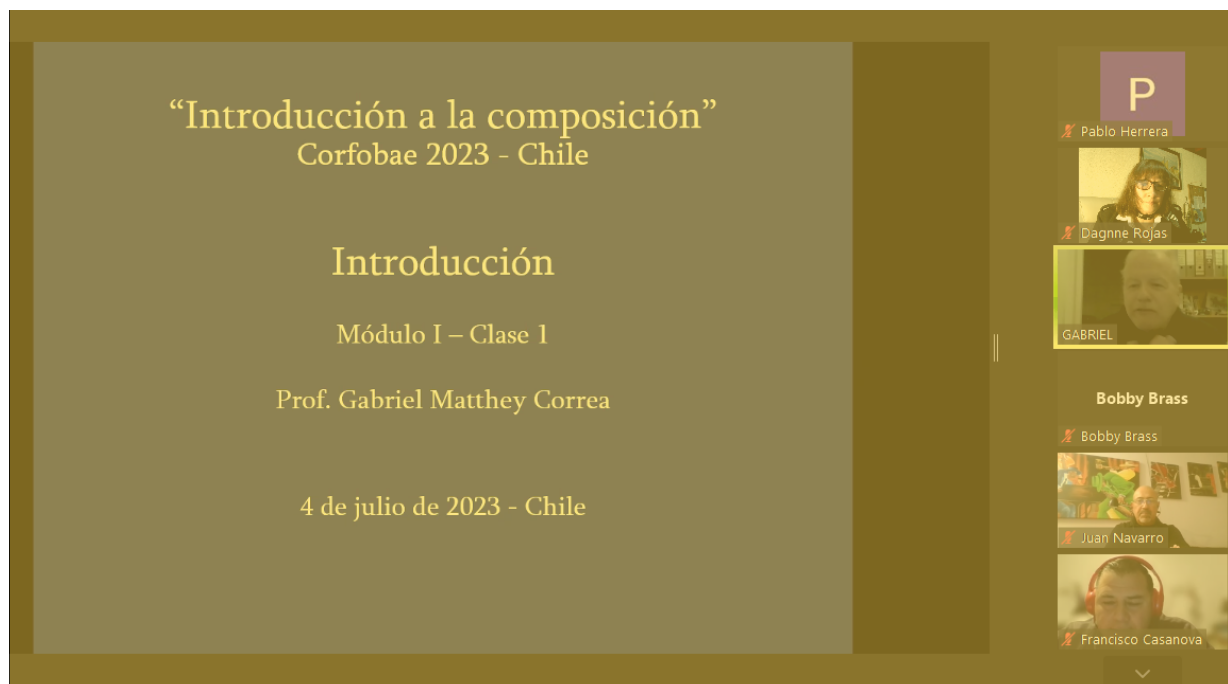 “Introducción a la composición”
Corfobae 2023 - Chile
Introducción
Módulo I – Clase 1
Prof. Gabriel Matthey Correa
4 de julio de 2023 - Chile
P
Pablo Herrera
Dagnne Rojas
GABRIEL
Bobby Brass
Bobby Brass
Juan Navarro
Francisco Casanova